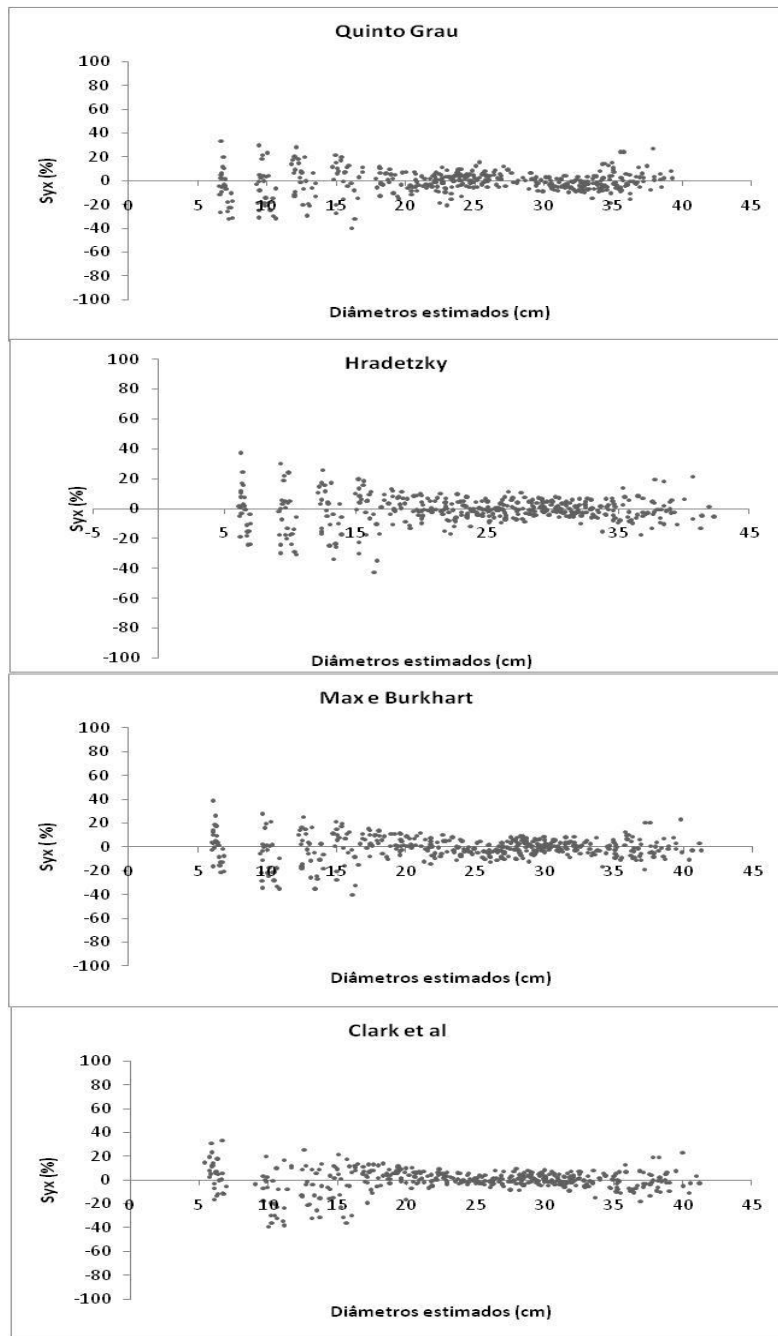 Quinto Grau
100
80
60
40
20
0
-20
-40
-60
-80
-100
0 5 10 15 20 25 30 35 40 45
Syx (%)
Diâmetros estimados (cm)
Hradetzky
100
80
60
40
20
0
-20
-40
-60
-80
-100
-5 5 15 25 35 45
Syx (%)
Diâmetros estimados (cm)
Max e Burkhart
100
80
60
40
20
0
-20
-40
-60
-80
-100
0 5 10 15 20 25 30 35 40 45
Syx ( %)
Diâmetros estimados (cm)
Clark et al
100
80
60
40
20
0
-20
-40
-60
-80
-100
0 5 10 15 20 25 30 35 40 45
Syx (%)
Diâmetros estimados (cm)